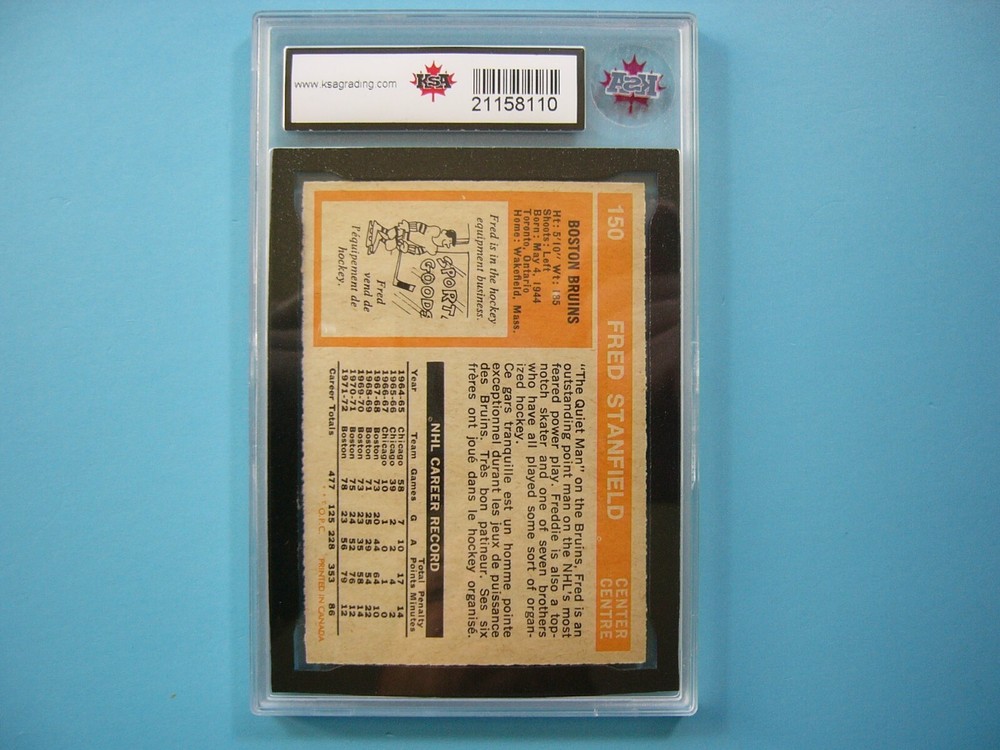 www.ksagrading.com
KSA
21158110
KSA
150 FRED STANFIELD CENTER
CENTRE
BOSTON BRUINS
Ht: 5'10" Wt: 185
Shoots: Left
Born: May 4, 1944
Toronto, Ontario
Home: Wakefield, Mass.
Fred is in the hockey
equipment business.
SPORT
GOODS
Fred vend de
l'équipement de
hockey.
"The Quiet Man" on the Bruins, Fred is an
outstanding point man on the NHL's most
feared power play. Freddie is also a top-
notch skater and one of seven brothers
who have all played some sort of organ-
ized hockey.
Ce gars tranquille est un homme pointe
exceptionnel durant les jeux de puissance
des Bruins. Très bon patineur. Ses six
frères ont joué dans le hockey organisé.
NHL CAREER RECORD
Total Penalty
Year Team Games G A Points Minutes
1964-65 Chicago 58 7 10 17 14
1965-66 Chicago 39 2 2 4 2
1966-67 Chicago 10 1 0 1 0
1967-68 Boston 73 20 44 64 10
1968-69 Boston 71 25 29 54 22
1969-70 Boston 73 23 35 58 14
1970-71 Boston 75 24 52 76 12
1971-72 Boston 78 23 56 79 12
Career Totals 477 125 228 353 86
O.P.C. PRINTED IN CANADA